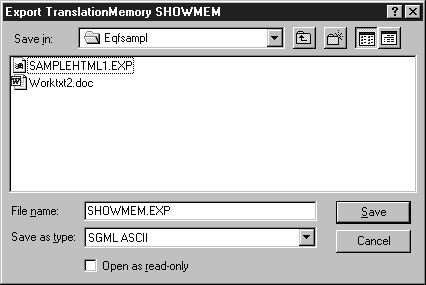 Export TranslationMemory SHOWMEM
Save in: Eqfsampl
SAMPLEHTML1.EXP
Worktxt2.doc
File name: SHOWMEM.EXP Save
Save as type: SGML ASCII Cancel
Open as read-only